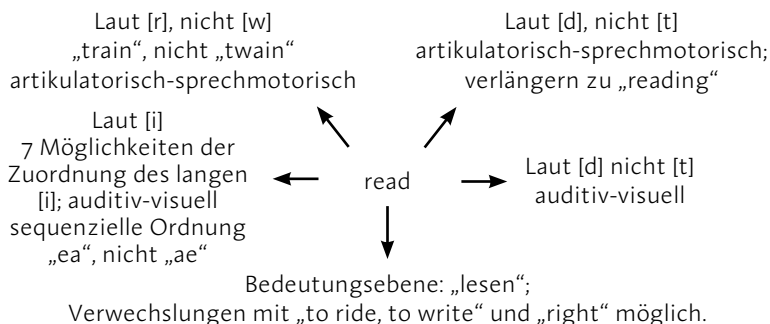 Laut [r], nicht [w]
„train“, nicht „twain“
artikulatorisch-sprechmotorisch
Laut [d], nicht [t]
artikulatorisch-sprechmotorisch;
verlängern zu „reading“
Laut [i]
7 Möglichkeiten der
Zuordnung des langen
[i]; auditiv-visuell
sequenzielle Ordnung
„ea“, nicht „ae“
read
Laut [d] nicht [t]
auditiv-visuell
Bedeutungsebene: „lesen“;
Verwechslungen mit „to ride, to write“ und „right“ möglich.